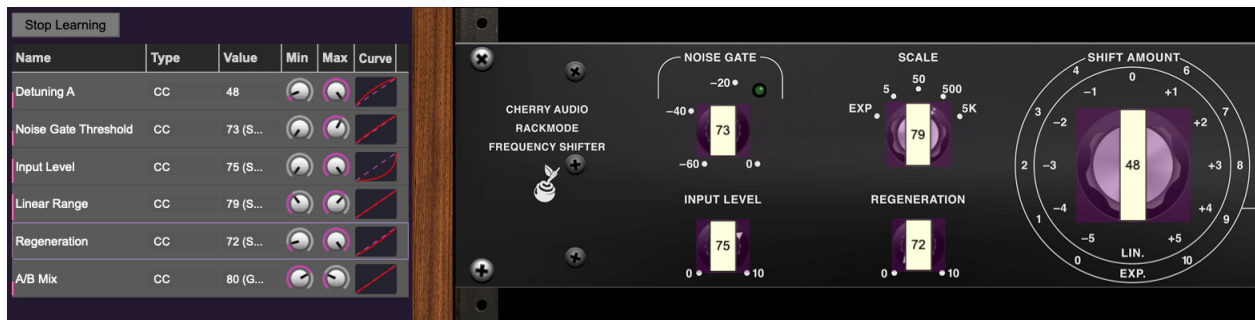 Stop Learning
Name Type Value Min Max Curve
Detuning A CC 48
Noise Gate Threshold CC 73 (S...
Input Level CC 75 (S...
Linear Range CC 79 (S...
Regeneration CC 72 (S...
A/B Mix CC 80 (G...
CHERRY AUDIO
RACKMODE
FREQUENCY SHIFTER
NOISE GATE
−20
−40
73
−60 0
INPUT LEVEL
75
0 10
SCALE
50
5 500
EXP 5K
79
REGENERATION
72
0 10
SHIFT AMOUNT
4 0 6
−1 +1
3 7
−2 +2
48
2 −3 +3 8
−4 +4
1 9
−5 +5
0 LIN. 10
EXP.